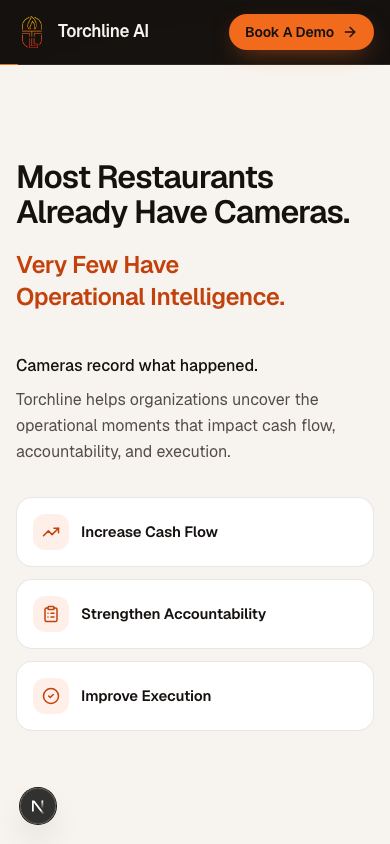 Torchline AI
Book A Demo
Most Restaurants
Already Have Cameras.
Very Few Have
Operational Intelligence.
Cameras record what happened.
Torchline helps organizations uncover the
operational moments that impact cash flow,
accountability, and execution.
Increase Cash Flow
Strengthen Accountability
Improve Execution
N